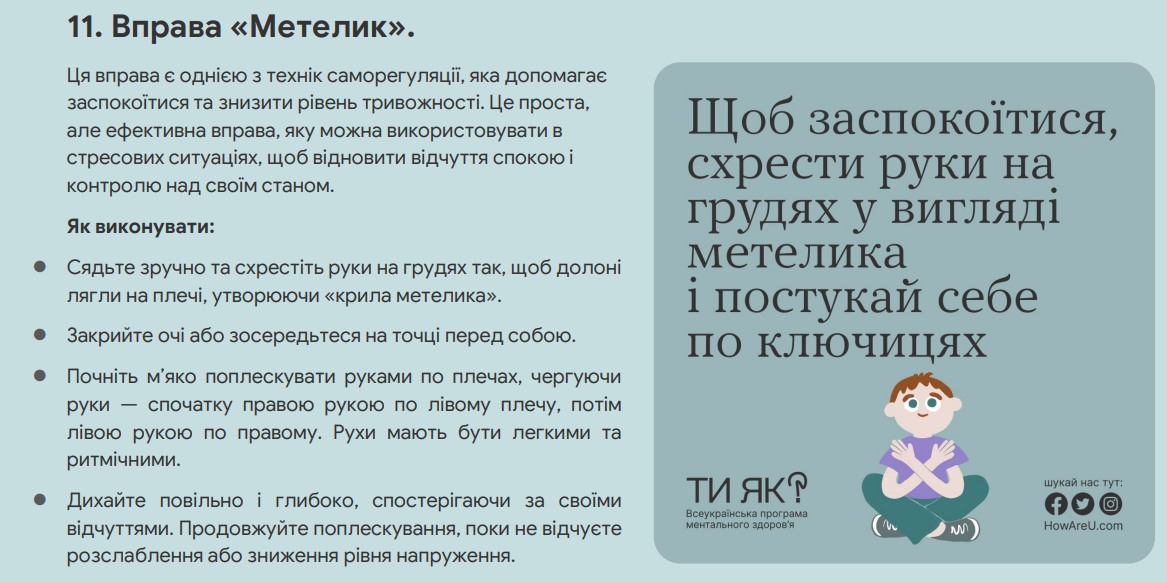 11. Вправа «Метелик».
Ця вправа є однією з технік саморегуляції, яка допомагає
заспокоїтися та знизити рівень тривожності. Це проста,
але ефективна вправа, яку можна використовувати в
стресових ситуаціях, щоб відновити відчуття спокою і
контролю над своїм станом.
Як виконувати:
● Сядьте зручно та схрестіть руки на грудях так, щоб долоні
лягли на плечі, утворюючи «крила метелика».
● Закрийте очі або зосередьтеся на точці перед собою.
● Почніть м’яко поплескувати руками по плечах, чергуючи
руки — спочатку правою рукою по лівому плечу, потім
лівою рукою по правому. Рухи мають бути легкими та
ритмічними.
● Дихайте повільно і глибоко, спостерігаючи за своїми
відчуттями. Продовжуйте поплескування, поки не відчуєте
розслаблення або зниження рівня напруження.
Щоб заспокоїтися,
схрести руки на
грудях у вигляді
метелика
і постукай себе
по ключицях
ТИ ЯК?
Всеукраїнська програма
ментального здоров’я
шукай нас тут:
HowAreU.com